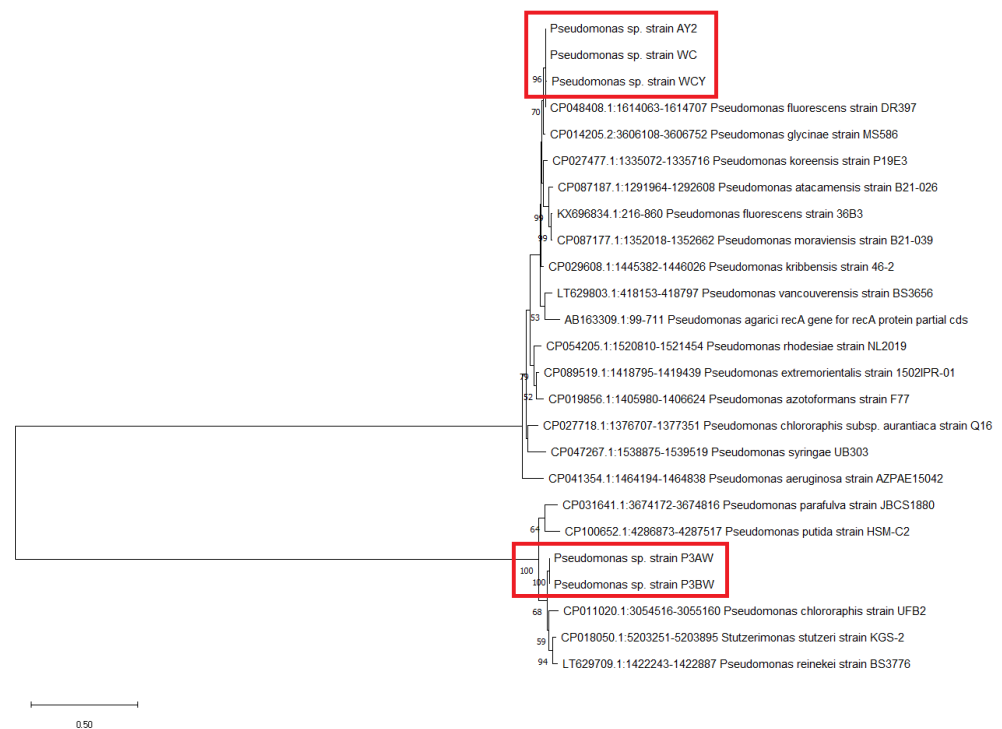 Pseudomonas sp. strain AY2
Pseudomonas sp. strain WC
96 Pseudomonas sp. strain WCY
70 CP048408.1:1614063-1614707 Pseudomonas fluorescens strain DR397
CP014205.2:3606108-3606752 Pseudomonas glycinae strain MS586
CP027477.1:1335072-1335716 Pseudomonas koreensis strain P19E3
CP087187.1:1291964-1292608 Pseudomonas atacamensis strain B21-026
99 KX696834.1:216-860 Pseudomonas fluorescens strain 36B3
99 CP087177.1:1352018-1352662 Pseudomonas moraviensis strain B21-039
CP029608.1:1445382-1446026 Pseudomonas kribbensis strain 46-2
LT629803.1:418153-418797 Pseudomonas vancouverensis strain BS3656
53 AB163309.1:99-711 Pseudomonas agarici recA gene for recA protein partial cds
CP054205.1:1520810-1521454 Pseudomonas rhodesiae strain NL2019
79 CP089519.1:1418795-1419439 Pseudomonas extremorientalis strain 1502IPR-01
52 CP019856.1:1405980-1406624 Pseudomonas azotoformans strain F77
CP027718.1:1376707-1377351 Pseudomonas chlororaphis subsp. aurantiaca strain Q16
CP047267.1:1538875-1539519 Pseudomonas syringae UB303
CP041354.1:1464194-1464838 Pseudomonas aeruginosa strain AZPAE15042
CP031641.1:3674172-3674816 Pseudomonas parafulva strain JBCS1880
64 CP100652.1:4286873-4287517 Pseudomonas putida strain HSM-C2
Pseudomonas sp. strain P3AW
100
100 Pseudomonas sp. strain P3BW
68 CP011020.1:3054516-3055160 Pseudomonas chlororaphis strain UFB2
59 CP018050.1:5203251-5203895 Stutzerimonas stutzeri strain KGS-2
94 LT629709.1:1422243-1422887 Pseudomonas reinekei strain BS3776
0.50